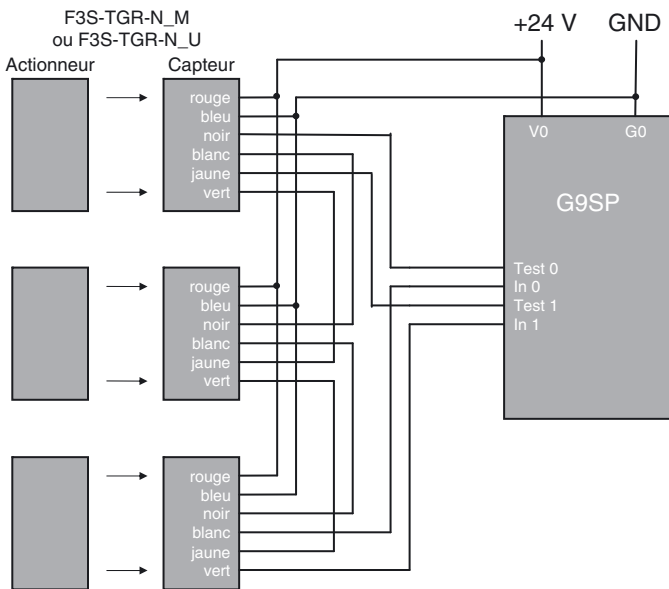 F3S-TGR-N_M
ou F3S-TGR-N_U
Actionneur
Capteur
+24 V
GND
rouge
bleu
noir
blanc
jaune
vert
V0
G0
G9SP
Test 0
In 0
Test 1
In 1
rouge
bleu
noir
blanc
jaune
vert
rouge
bleu
noir
blanc
jaune
vert